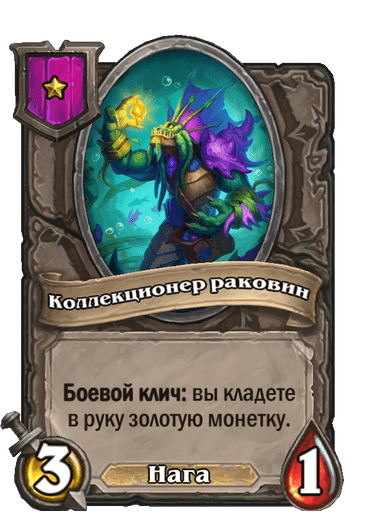 Коллекционер раковин
Боевой клич: вы кладете
в руку золотую монетку.
3
Нага
1